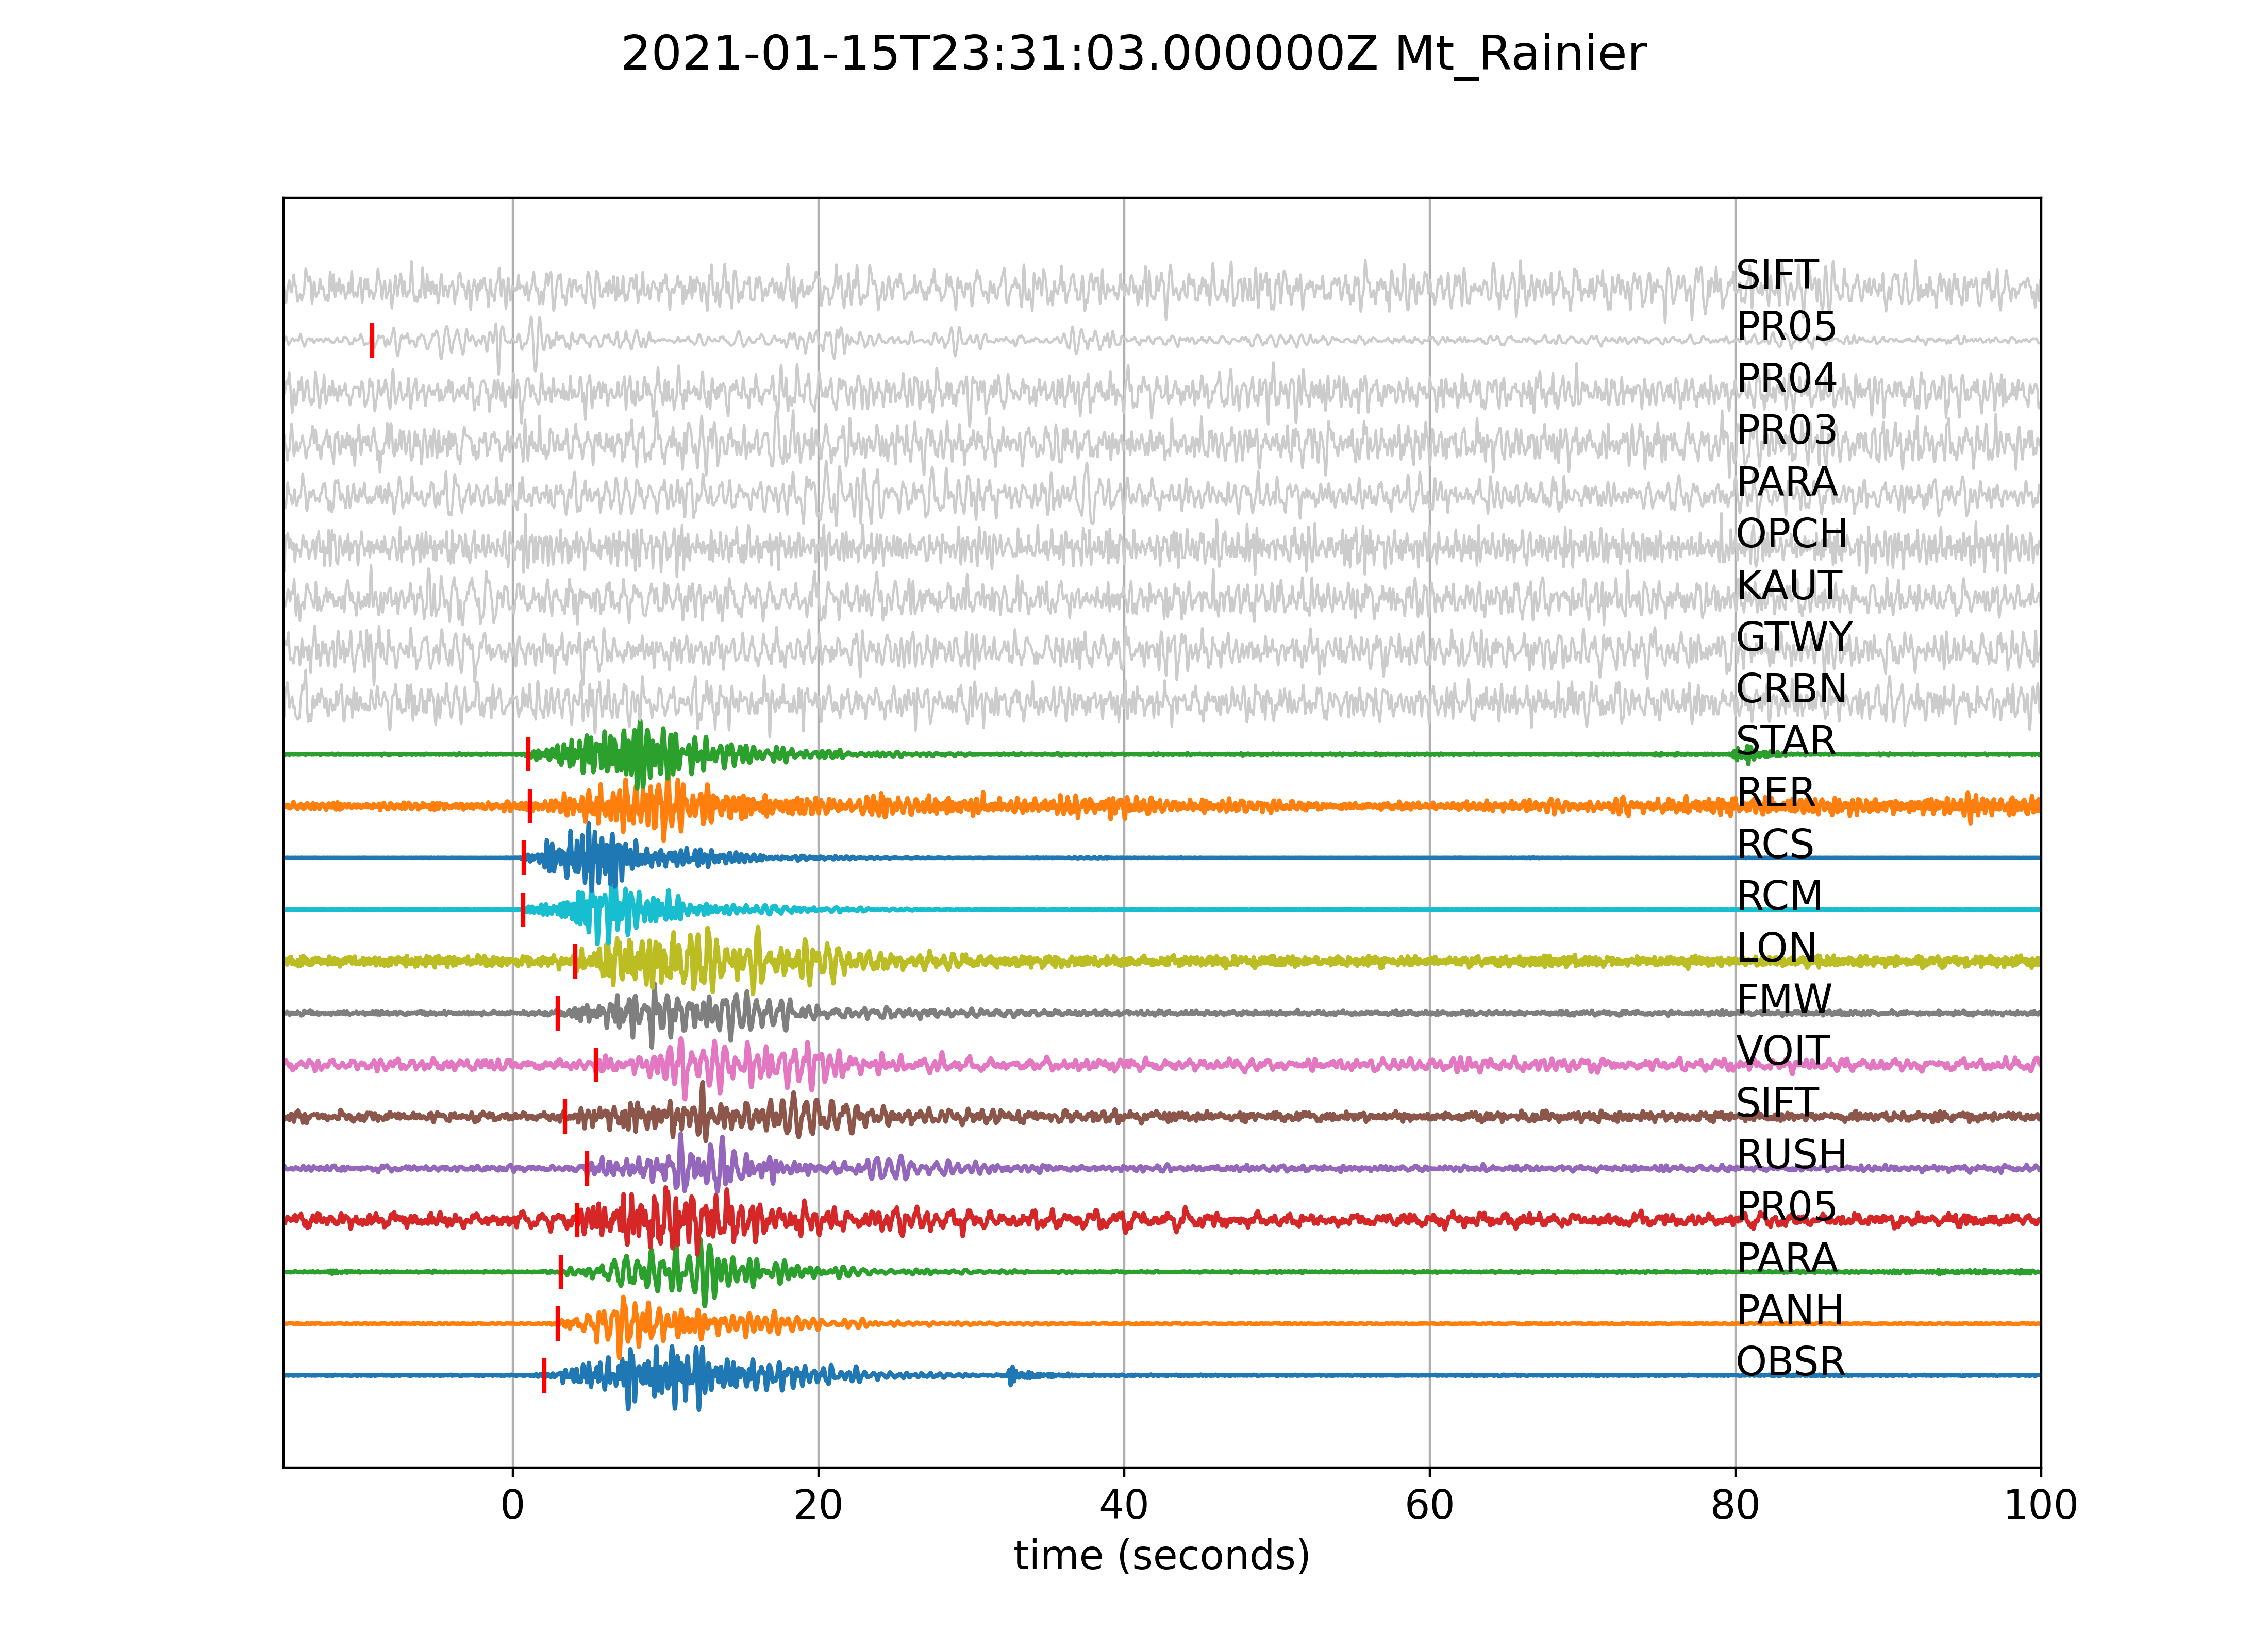 2021-01-15T23:31:03.000000Z Mt_Rainier
SIFT
PR05
PR04
PR03
PARA
OPCH
KAUT
GTWY
CRBN
STAR
RER
RCS
RCM
LON
FMW
VOIT
SIFT
RUSH
PR05
PARA
PANH
OBSR
0 20 40 60 80 100
time (seconds)